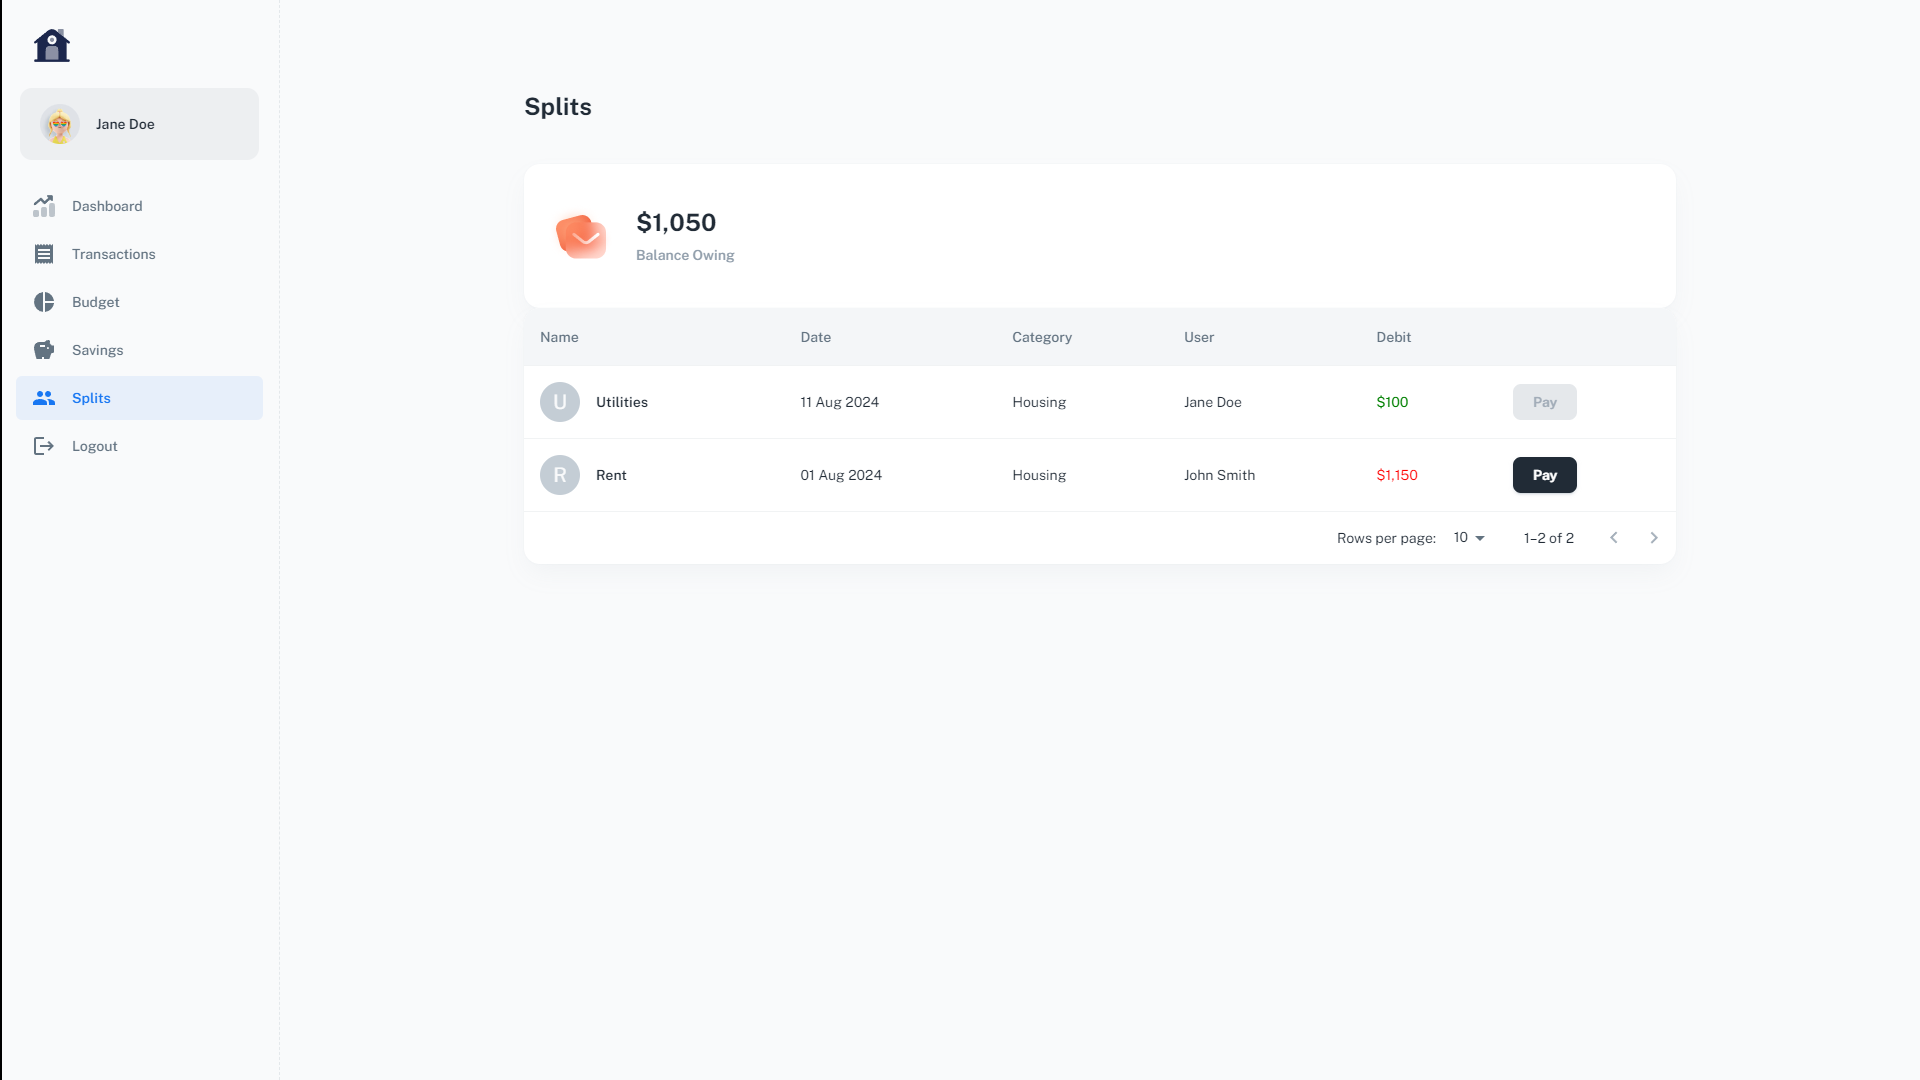 Jane Doe
Dashboard
Transactions
Budget
Savings
Splits
Logout
Splits
$1,050
Balance Owing
Name Date Category User Debit
U Utilities 11 Aug 2024 Housing Jane Doe $100 Pay
R Rent 01 Aug 2024 Housing John Smith $1,150 Pay
Rows per page: 10 1–2 of 2